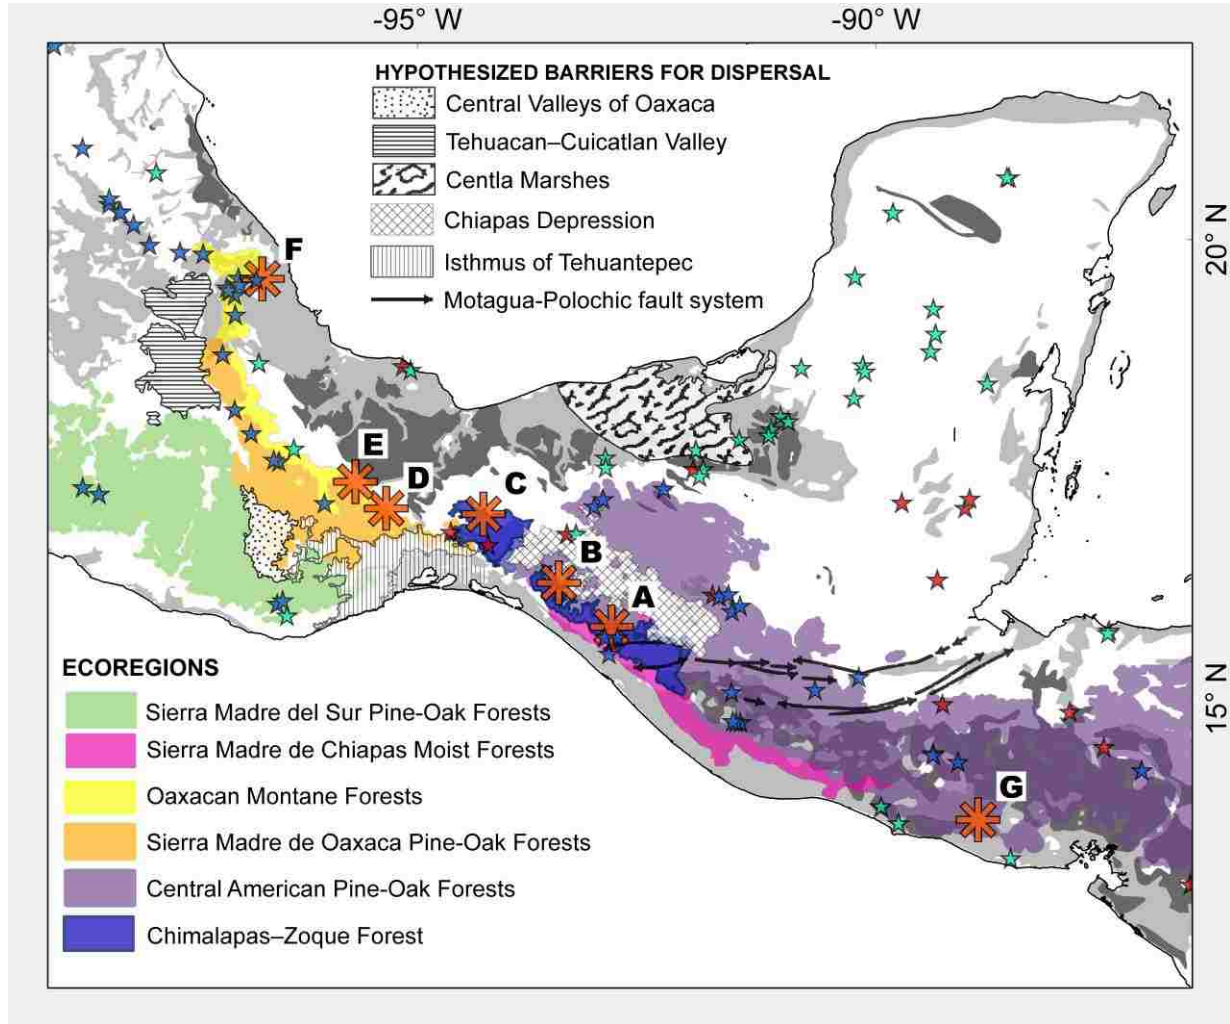 -95° W
-90° W
HYPOTHESIZED BARRIERS FOR DISPERSAL
Central Valleys of Oaxaca
Tehuacan–Cuicatlan Valley
Centla Marshes
Chiapas Depression
Isthmus of Tehuantepec
Motagua-Polochic fault system
20° N
F
E
D
C
B
A
15° N
G
ECOREGIONS
Sierra Madre del Sur Pine-Oak Forests
Sierra Madre de Chiapas Moist Forests
Oaxacan Montane Forests
Sierra Madre de Oaxaca Pine-Oak Forests
Central American Pine-Oak Forests
Chimalapas–Zoque Forest